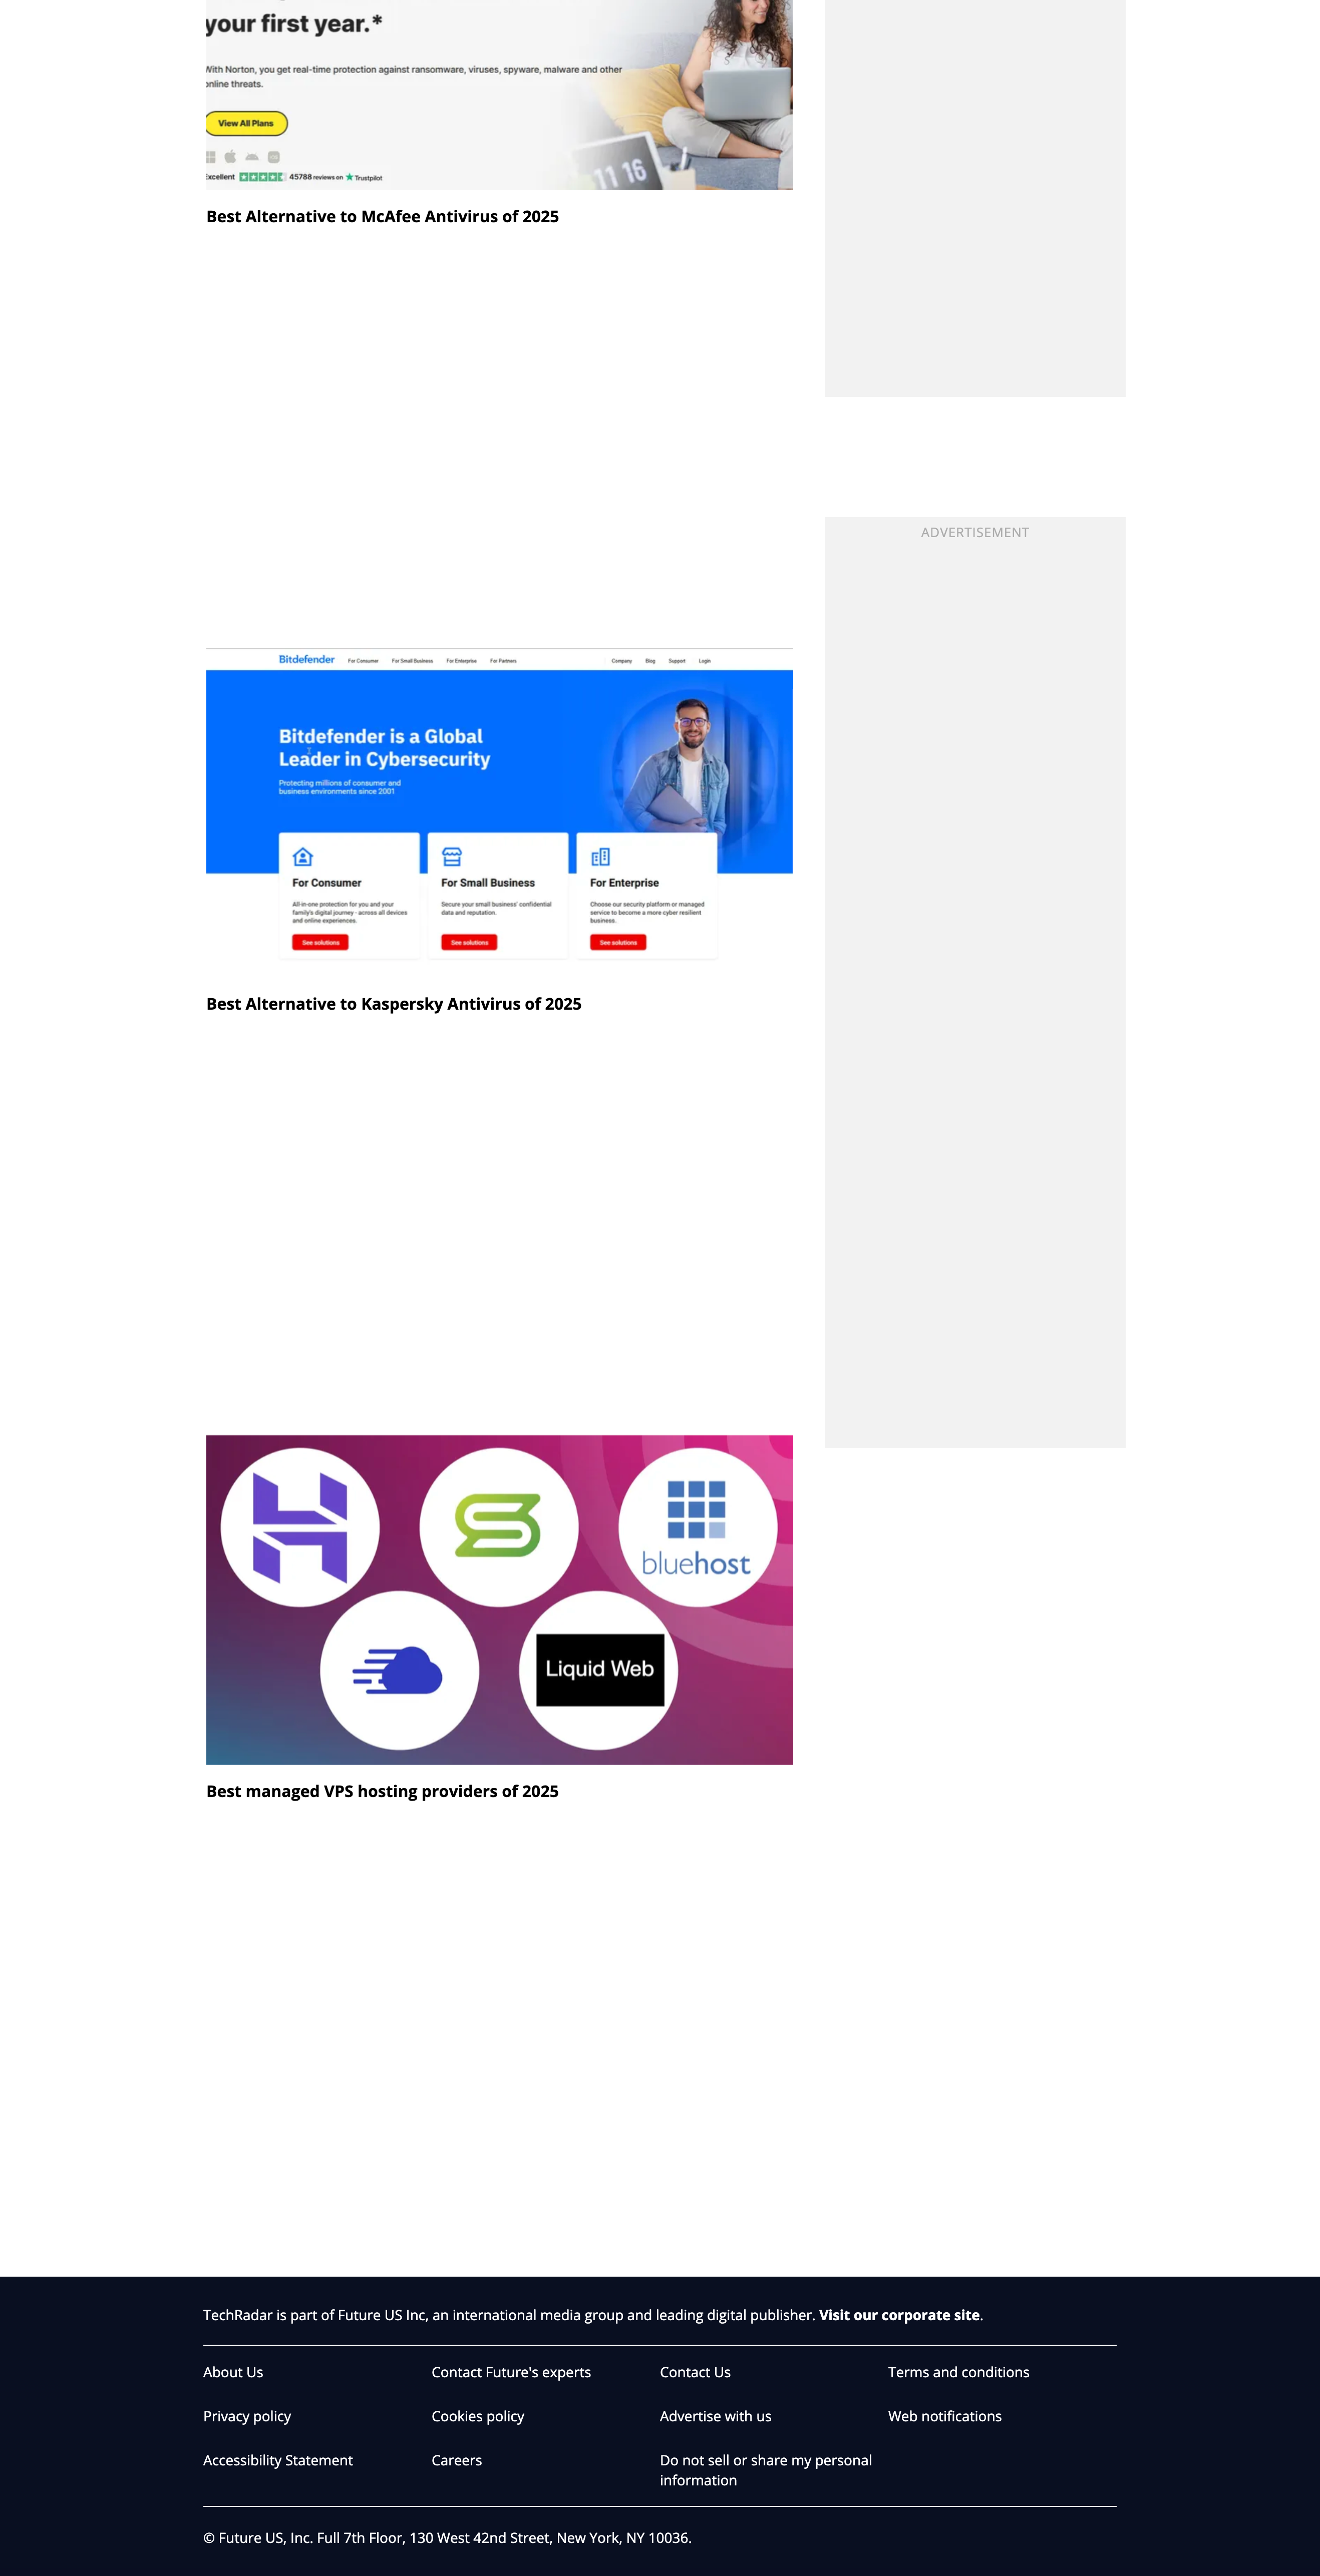 your first year.*
With Norton, you get real-time protection against ransomware, viruses, spyware, malware and other
online threats.
View All Plans
Excellent 45788 reviews on Trustpilot
11 16
Best Alternative to McAfee Antivirus of 2025
ADVERTISEMENT
Bitdefender For Consumer For Small Business For Enterprise For Partners Company Blog Support Login
Bitdefender is a Global
Leader in Cybersecurity
Protecting millions of consumer and
business environments since 2001
For Consumer
All-in-one protection for you and your
family's digital journey - across all devices
and online experiences.
See solutions
For Small Business
Secure your small business' confidential
data and reputation.
See solutions
For Enterprise
Choose our security platform or managed
service to become a more cyber resilient
business.
See solutions
Best Alternative to Kaspersky Antivirus of 2025
bluehost
Liquid Web
Best managed VPS hosting providers of 2025
TechRadar is part of Future US Inc, an international media group and leading digital publisher. Visit our corporate site.
About Us
Contact Future's experts
Contact Us
Terms and conditions
Privacy policy
Cookies policy
Advertise with us
Web notifications
Accessibility Statement
Careers
Do not sell or share my personal
information
© Future US, Inc. Full 7th Floor, 130 West 42nd Street, New York, NY 10036.